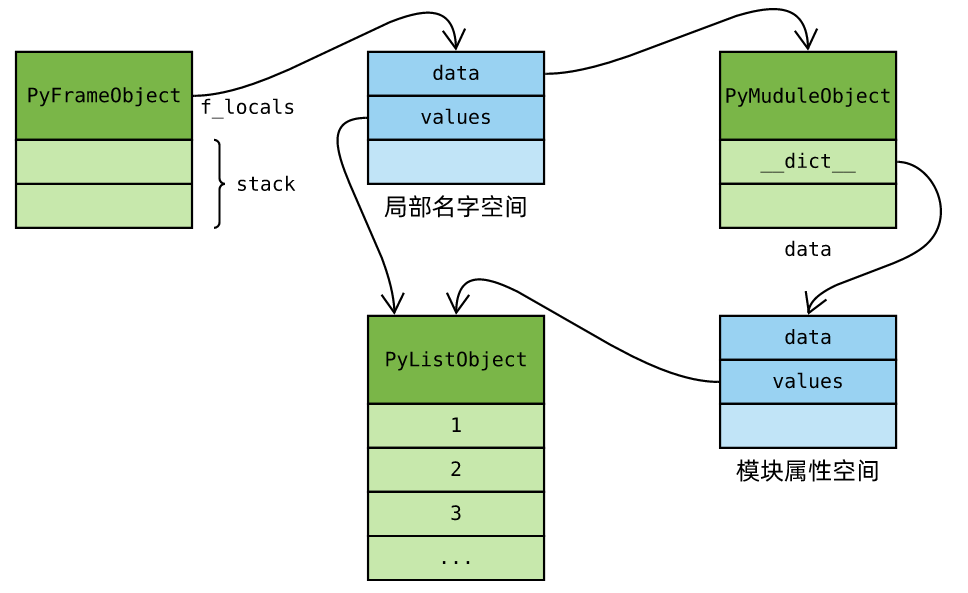 PyFrameObject
f_locals
stack
data
values
局部名字空间
PyMuduleObject
__dict__
data
PyListObject
1
2
3
...
data
values
模块属性空间